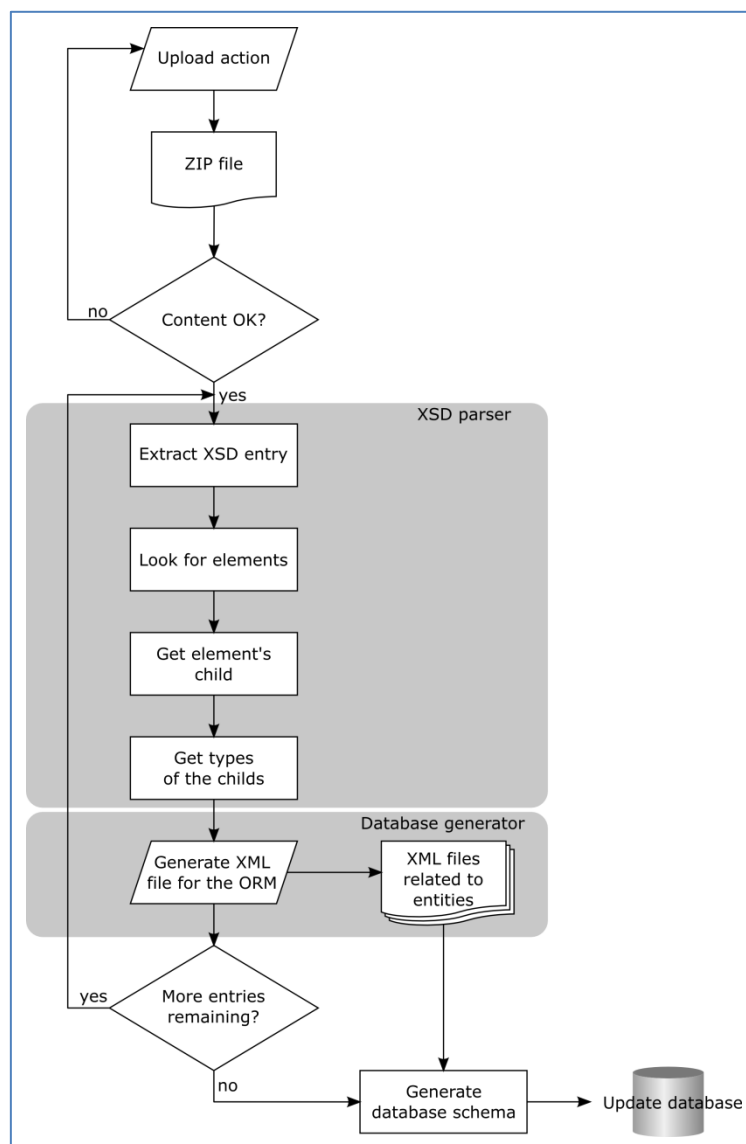 Upload action
ZIP file
no
Content OK?
yes
XSD parser
Extract XSD entry
Look for elements
Get element's
child
Get types
of the childs
Database generator
Generate XML
file for the ORM
XML files
related to
entities
yes
More entries
remaining?
no
Generate
database schema
Update database